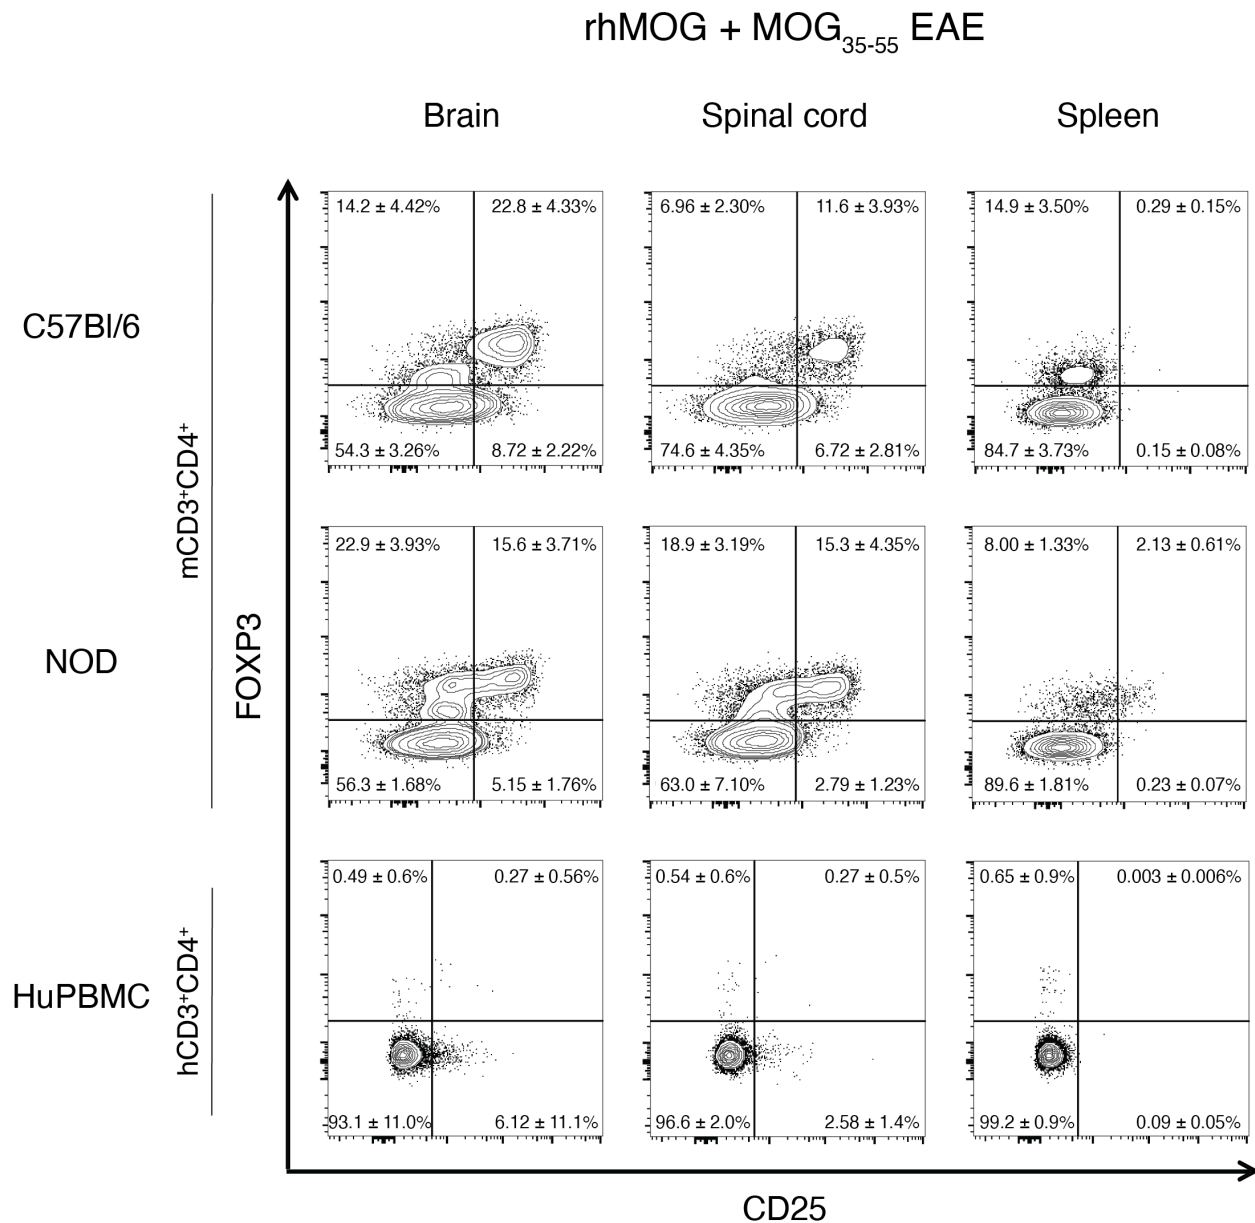 rhMOG + MOG35-55 EAE
Brain
Spinal cord
Spleen
C57Bl/6
NOD
HuPBMC
mCD3+CD4+
hCD3+CD4+
FOXP3
14.2 ± 4.42% 22.8 ± 4.33%
54.3 ± 3.26% 8.72 ± 2.22%
6.96 ± 2.30% 11.6 ± 3.93%
74.6 ± 4.35% 6.72 ± 2.81%
14.9 ± 3.50% 0.29 ± 0.15%
84.7 ± 3.73% 0.15 ± 0.08%
22.9 ± 3.93% 15.6 ± 3.71%
56.3 ± 1.68% 5.15 ± 1.76%
18.9 ± 3.19% 15.3 ± 4.35%
63.0 ± 7.10% 2.79 ± 1.23%
8.00 ± 1.33% 2.13 ± 0.61%
89.6 ± 1.81% 0.23 ± 0.07%
0.49 ± 0.6% 0.27 ± 0.56%
93.1 ± 11.0% 6.12 ± 11.1%
0.54 ± 0.6% 0.27 ± 0.5%
96.6 ± 2.0% 2.58 ± 1.4%
0.65 ± 0.9% 0.003 ± 0.006%
99.2 ± 0.9% 0.09 ± 0.05%
CD25